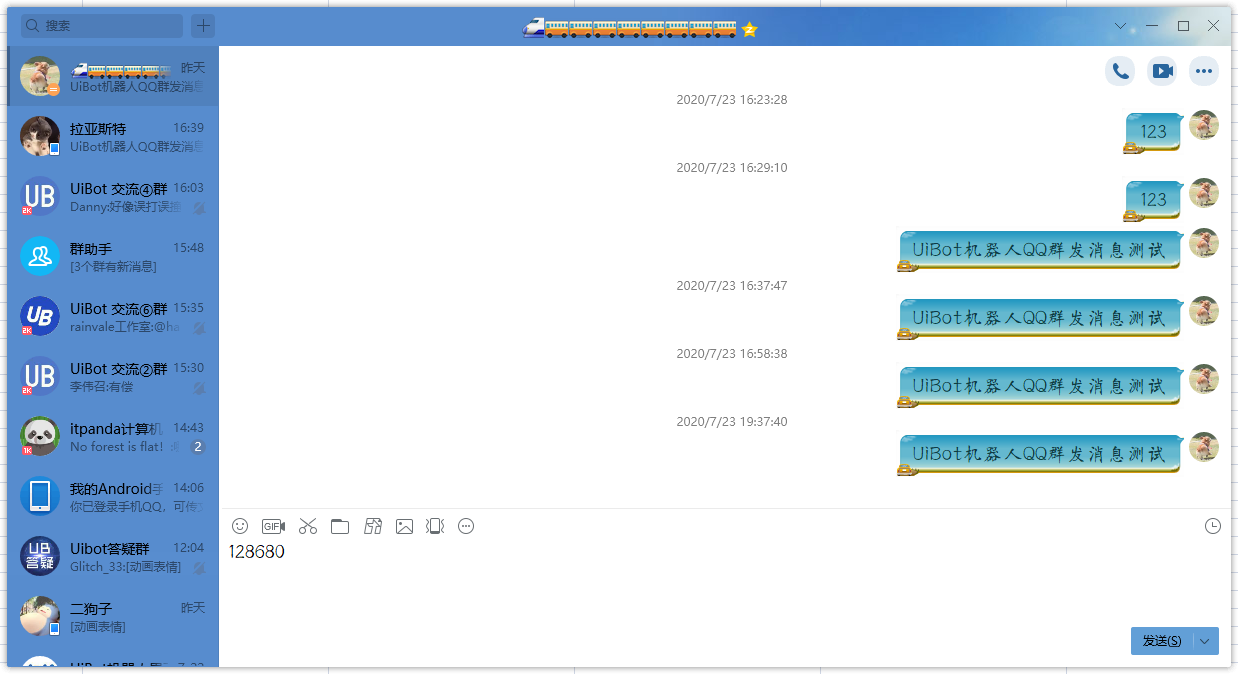 搜索
昨天
UiBot机器人QQ群发消息
拉亚斯特 16:39
UiBot机器人QQ群发消息
UiBot 交流④群 16:03
Danny:好像误打误撞
群助手 15:48
[3个群有新消息]
UiBot 交流⑥群 15:35
rainvale工作室:@ha
UiBot 交流②群 15:30
李伟召:有偿
itpanda计算机 14:43
No forest is flat! 2
我的Android手 14:06
你已登录手机QQ，可传文
Uibot答疑群 12:04
Glitch_33:[动画表情]
二狗子 昨天
[动画表情]
UB
2K
UB
2K
UB
2K
1K
UB
答疑
2020/7/23 16:23:28
123
2020/7/23 16:29:10
123
UiBot机器人QQ群发消息测试
2020/7/23 16:37:47
UiBot机器人QQ群发消息测试
2020/7/23 16:58:38
UiBot机器人QQ群发消息测试
2020/7/23 19:37:40
UiBot机器人QQ群发消息测试
GIF
128680
发送(S)